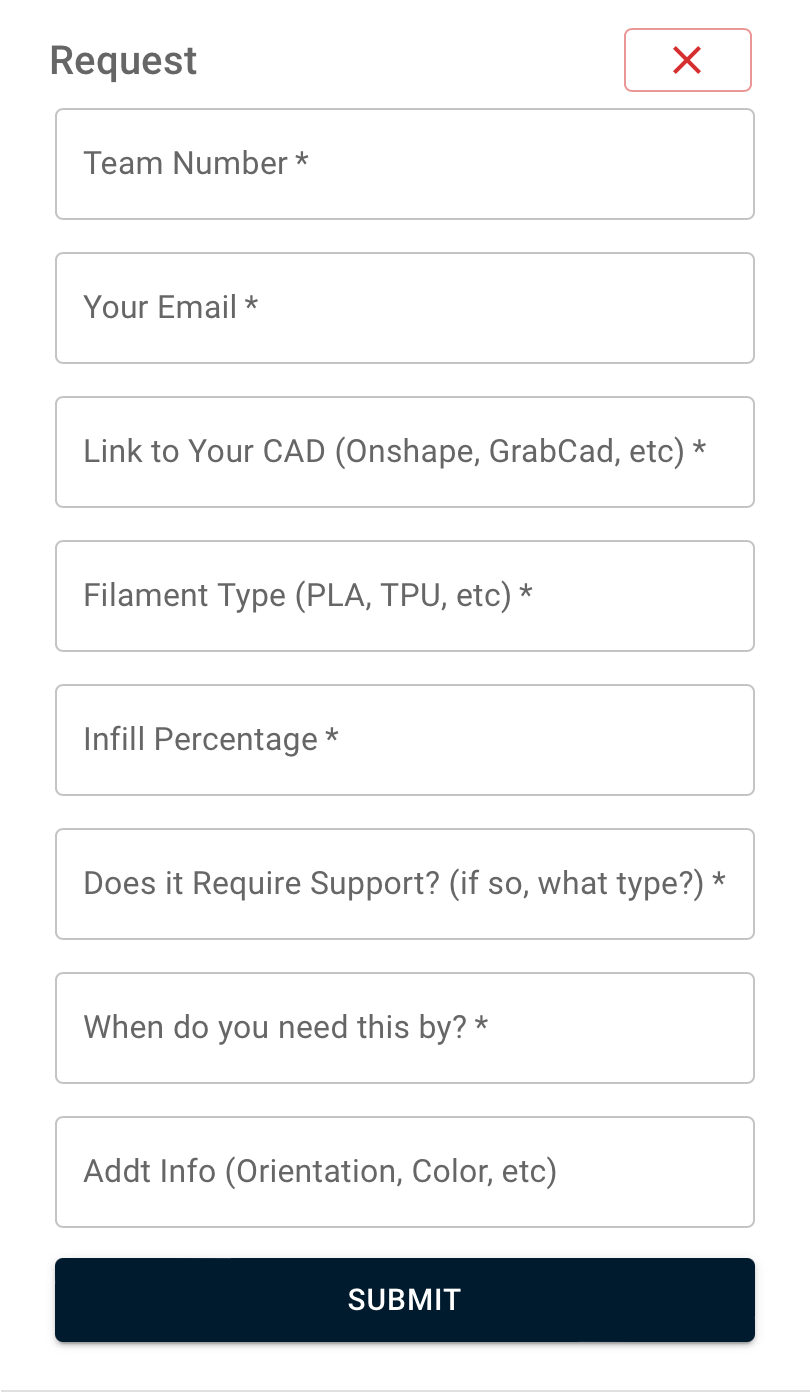 Request
Team Number *
Your Email *
Link to Your CAD (Onshape, GrabCad, etc) *
Filament Type (PLA, TPU, etc) *
Infill Percentage *
Does it Require Support? (if so, what type?) *
When do you need this by? *
Addt Info (Orientation, Color, etc)
SUBMIT